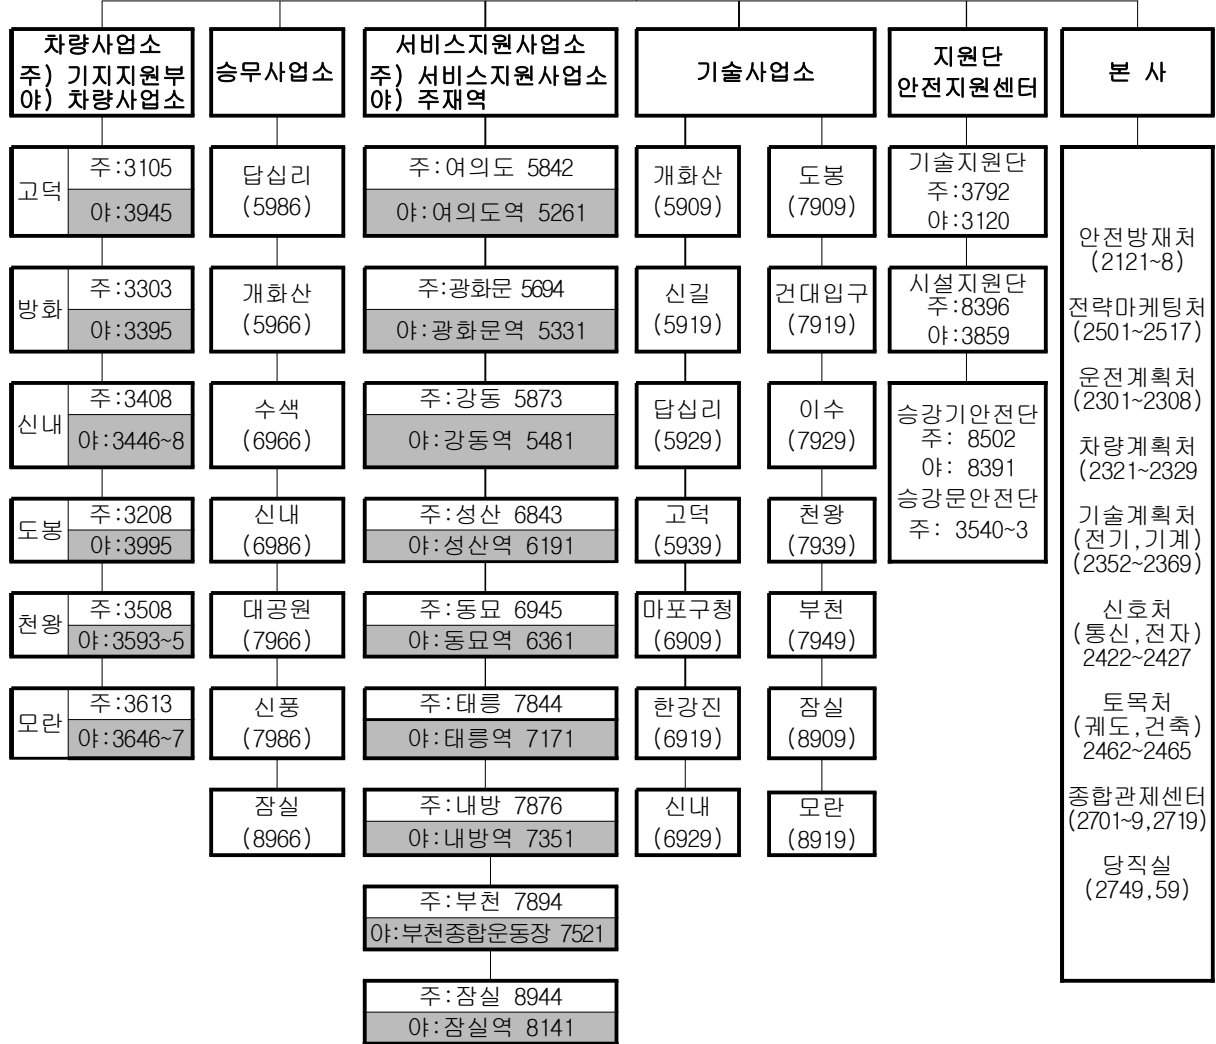 차량사업소
주) 기지지원부
야) 차량사업소
고덕
주:3105
야:3945
방화
주:3303
야:3395
신내
주:3408
야:3446~8
도봉
주:3208
야:3995
천왕
주:3508
야:3593~5
모란
주:3613
야:3646~7
승무사업소
답십리
(5986)
개화산
(5966)
수색
(6966)
신내
(6986)
대공원
(7966)
신풍
(7986)
잠실
(8966)
서비스지원사업소
주) 서비스지원사업소
야) 주재역
주:여의도 5842
야:여의도역 5261
주:광화문 5694
야:광화문역 5331
주:강동 5873
야:강동역 5481
주:성산 6843
야:성산역 6191
주:동묘 6945
야:동묘역 6361
주:태릉 7844
야:태릉역 7171
주:내방 7876
야:내방역 7351
주:부천 7894
야:부천종합운동장 7521
주:잠실 8944
야:잠실역 8141
기술사업소
개화산
(5909)
신길
(5919)
답십리
(5929)
고덕
(5939)
마포구청
(6909)
한강진
(6919)
신내
(6929)
도봉
(7909)
건대입구
(7919)
이수
(7929)
천왕
(7939)
부천
(7949)
잠실
(8909)
모란
(8919)
지원단
안전지원센터
기술지원단
주:3792
야:3120
시설지원단
주:8396
야:3859
승강기안전단
주: 8502
야: 8391
승강문안전단
주: 3540~3
본 사
안전방재처
(2121~8)
전략마케팅처
(2501~2517)
운전계획처
(2301~2308)
차량계획처
(2321~2329
기술계획처
(전기,기계)
(2352~2369)
신호처
(통신,전자)
2422~2427
토목처
(궤도,건축)
2462~2465
종합관제센터
(2701~9,2719)
당직실
(2749,59)